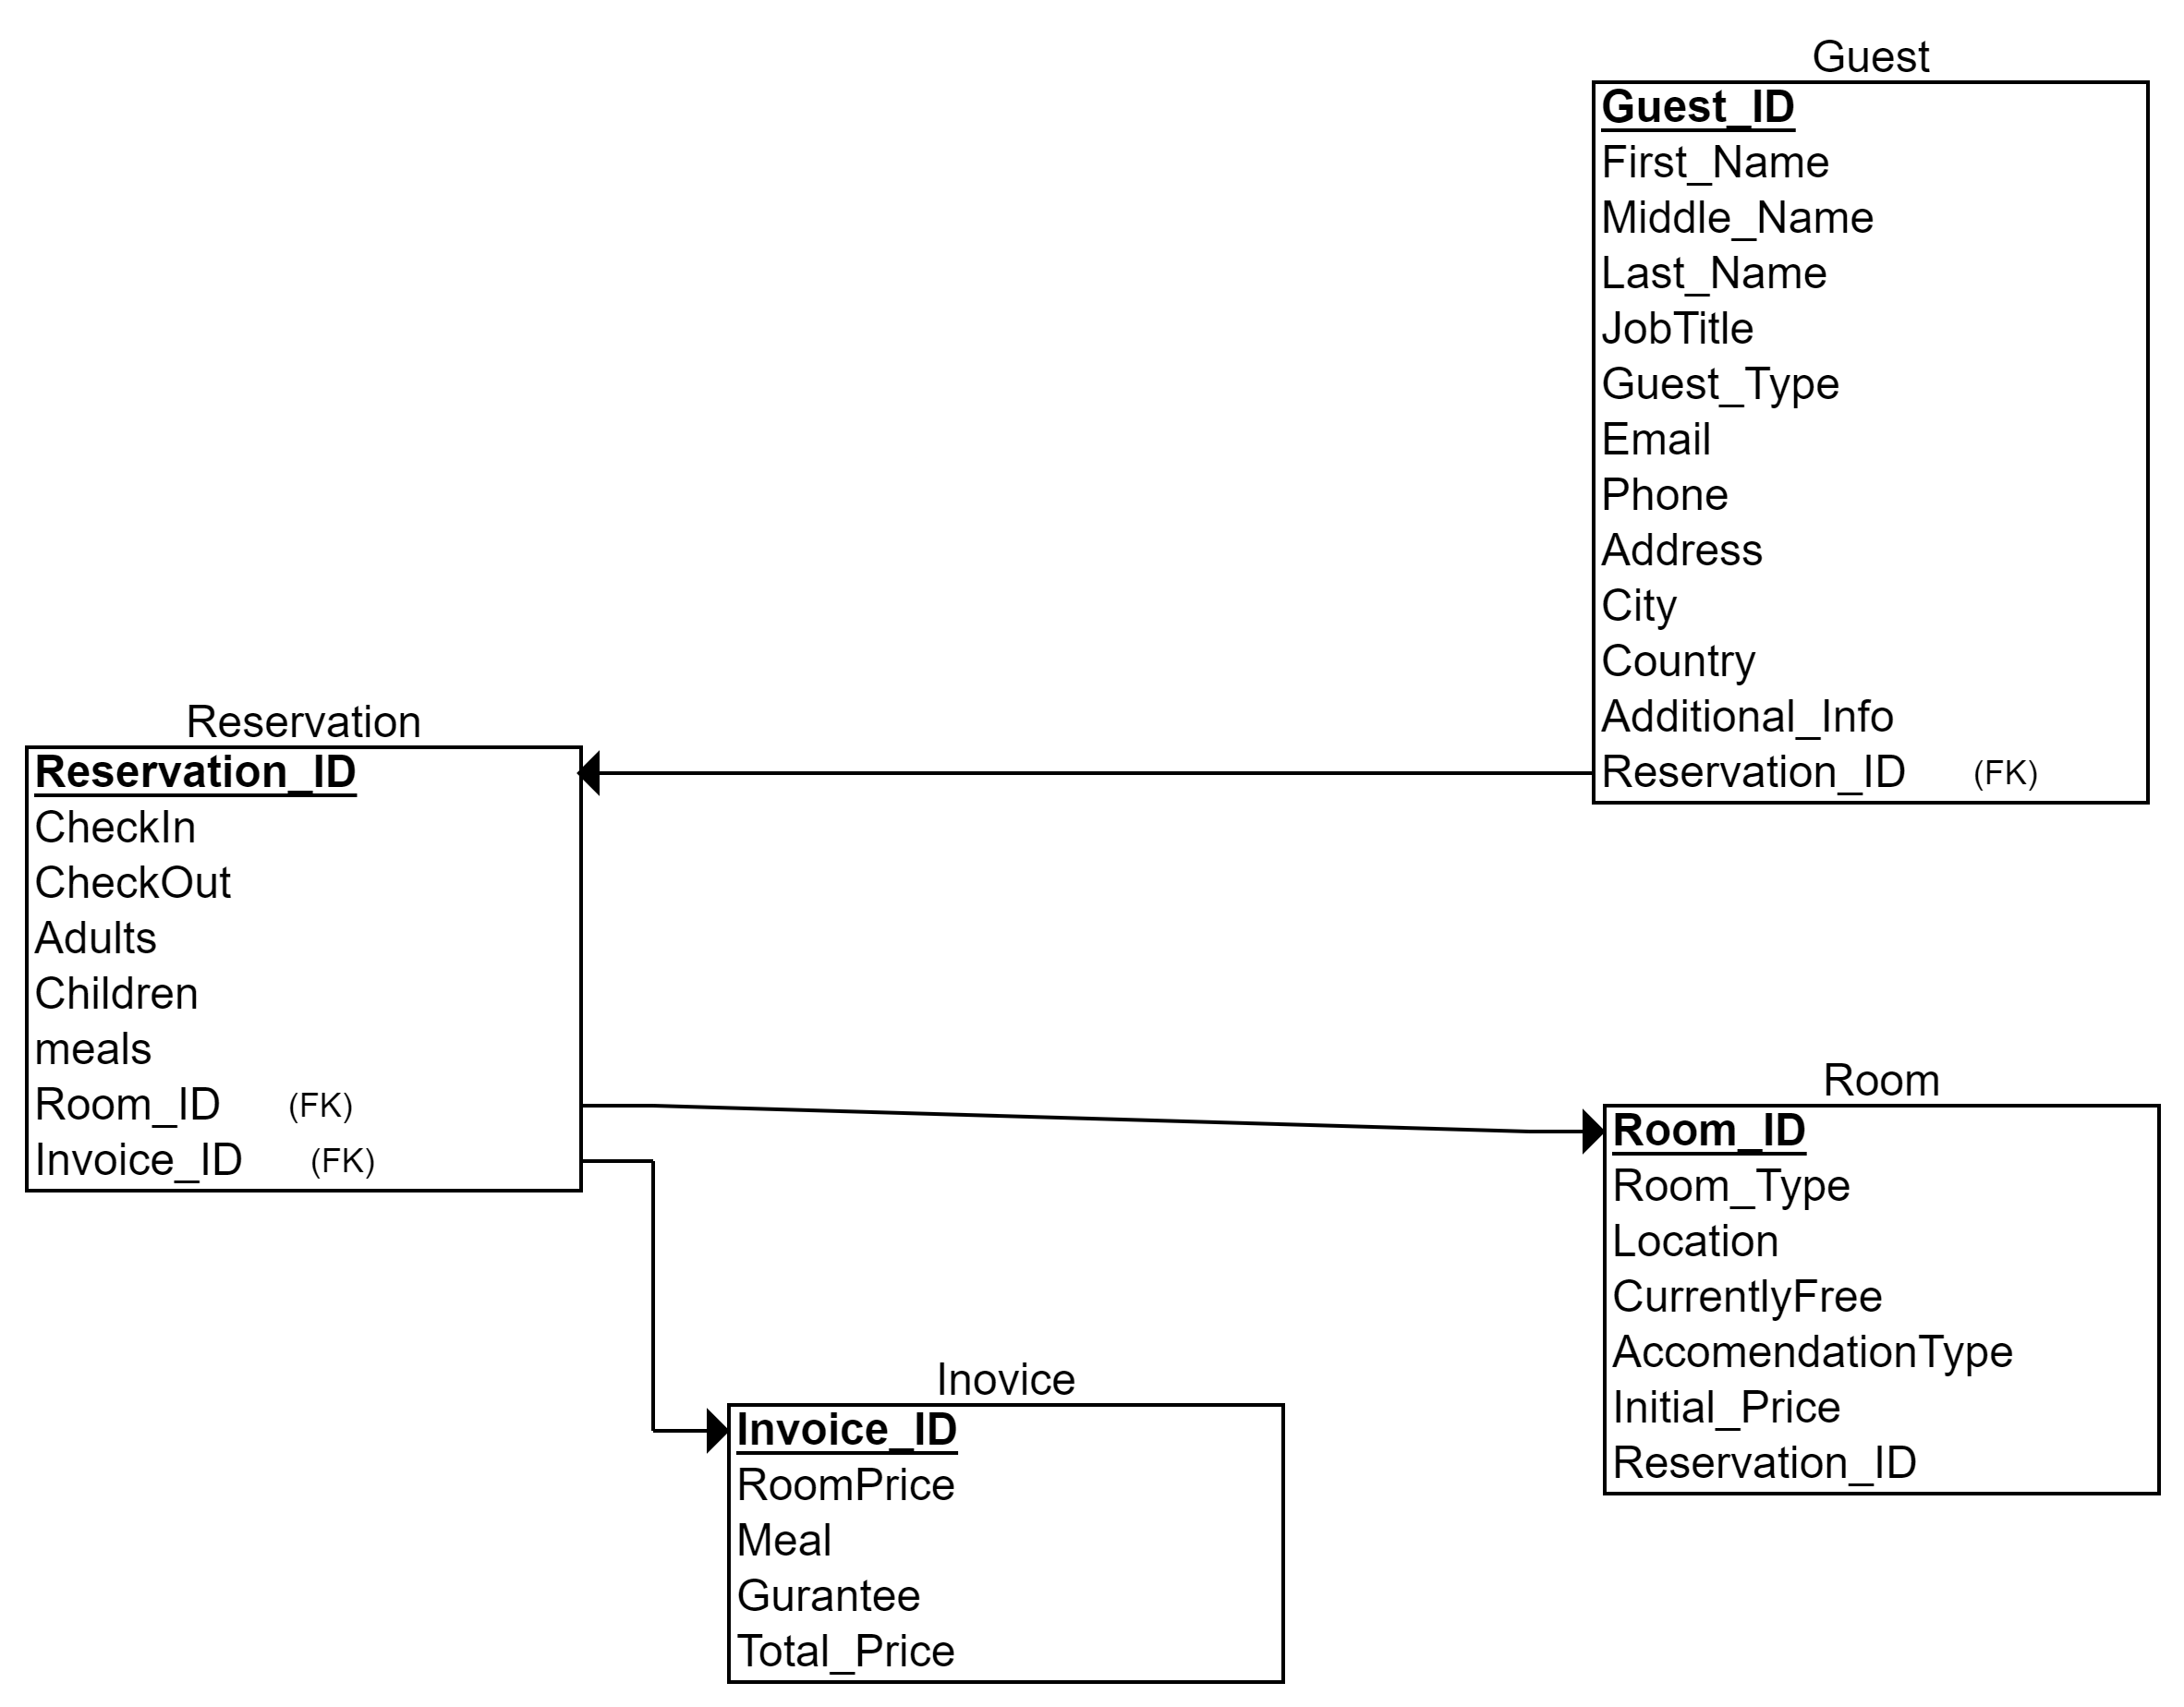 Guest
Guest_ID
First_Name
Middle_Name
Last_Name
JobTitle
Guest_Type
Email
Phone
Address
City
Country
Additional_Info
Reservation_ID (FK)
Reservation
Reservation_ID
CheckIn
CheckOut
Adults
Children
meals
Room_ID (FK)
Invoice_ID (FK)
Room
Room_ID
Room_Type
Location
CurrentlyFree
AccomendationType
Initial_Price
Reservation_ID
Inovice
Invoice_ID
RoomPrice
Meal
Gurantee
Total_Price